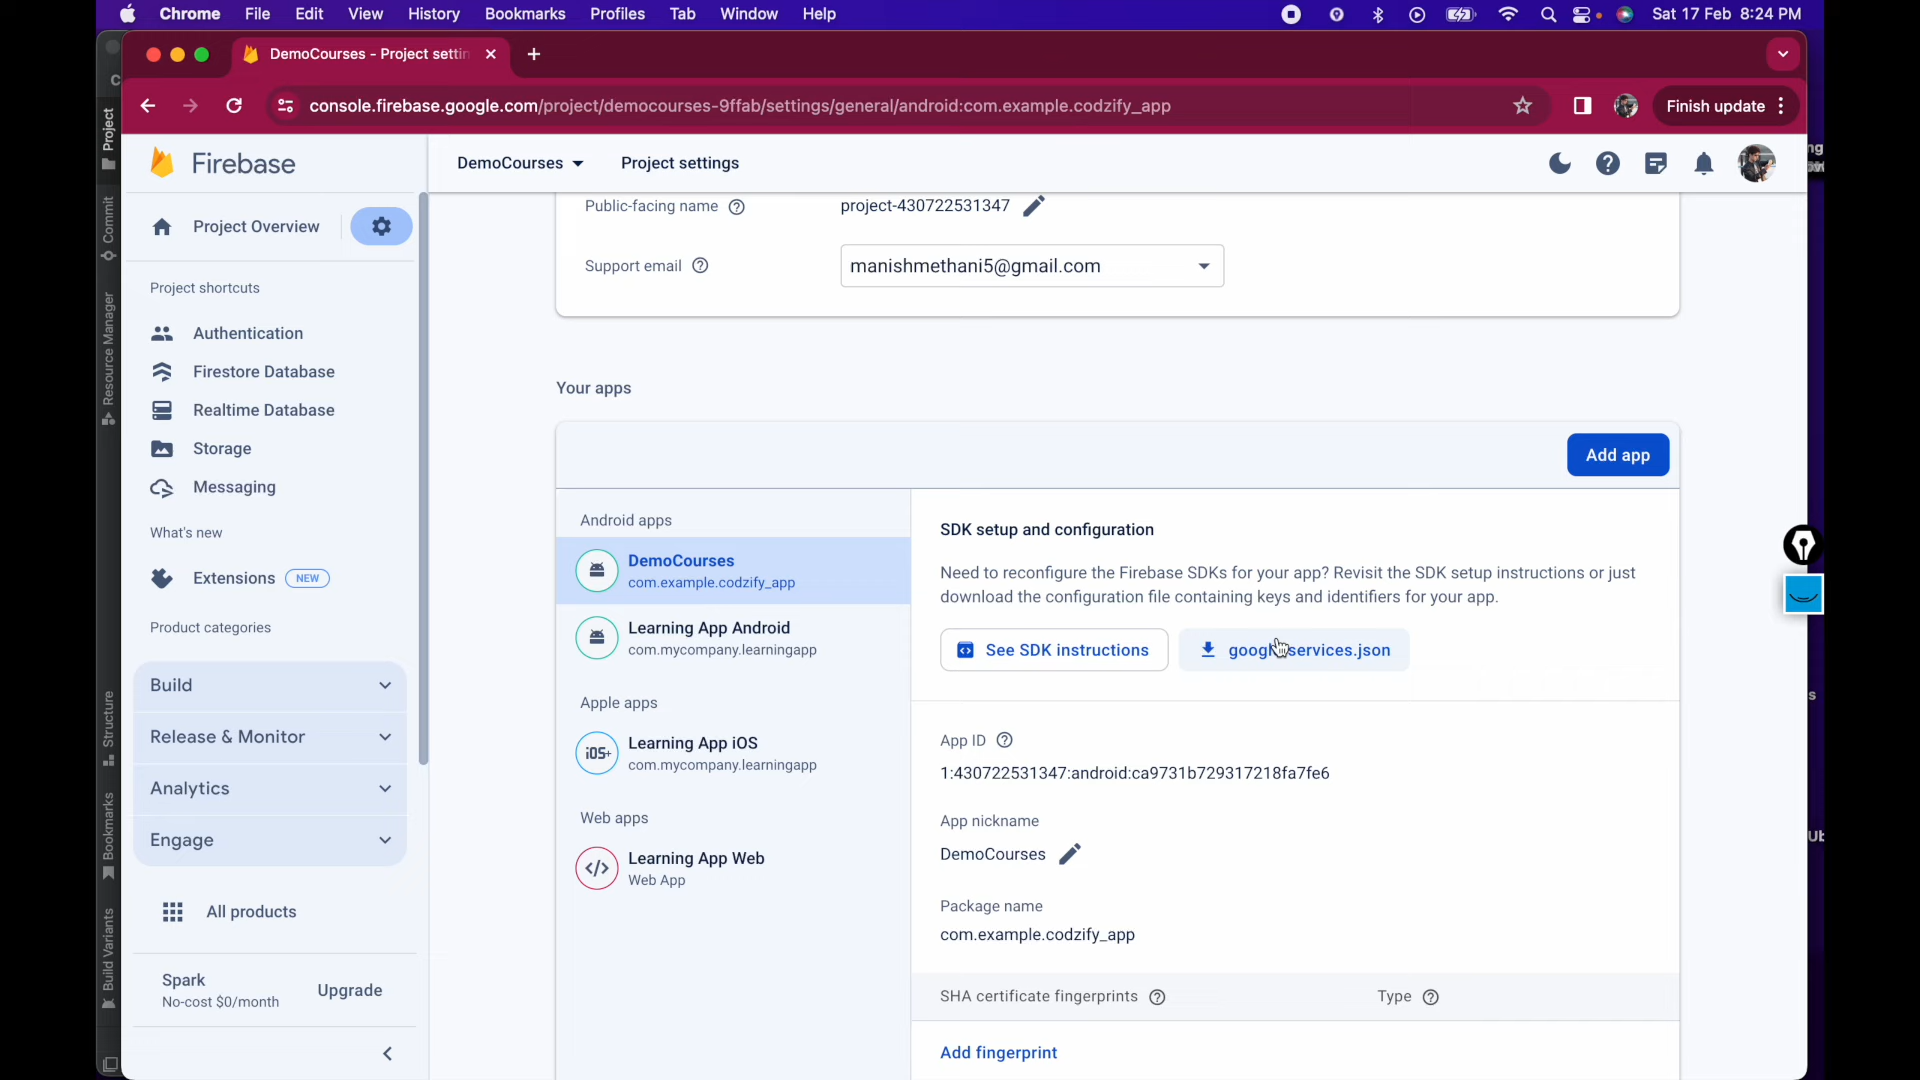 Chrome File Edit View History Bookmarks Profiles Tab Window Help Sat 17 Feb 8:24 PM
DemoCourses - Project settin
console.firebase.google.com/project/democourses-9ffab/settings/general/android:com.example.codzify_app
Finish update
Project
Commit
Resource Manager
Structure
Bookmarks
Build Variants
Firebase
DemoCourses
Project settings
Project Overview
Project shortcuts
Authentication
Firestore Database
Realtime Database
Storage
Messaging
What's new
Extensions NEW
Product categories
Build
Release & Monitor
Analytics
Engage
All products
Spark
No-cost $0/month
Upgrade
Public-facing name
project-430722531347
Support email
manishmethani5@gmail.com
Your apps
Add app
Android apps
DemoCourses
com.example.codzify_app
Learning App Android
com.mycompany.learningapp
Apple apps
iOS+
Learning App iOS
com.mycompany.learningapp
Web apps
Learning App Web
Web App
SDK setup and configuration
Need to reconfigure the Firebase SDKs for your app? Revisit the SDK setup instructions or just
download the configuration file containing keys and identifiers for your app.
See SDK instructions
google-services.json
App ID
1:430722531347:android:ca9731b729317218fa7fe6
App nickname
DemoCourses
Package name
com.example.codzify_app
SHA certificate fingerprints
Type
Add fingerprint